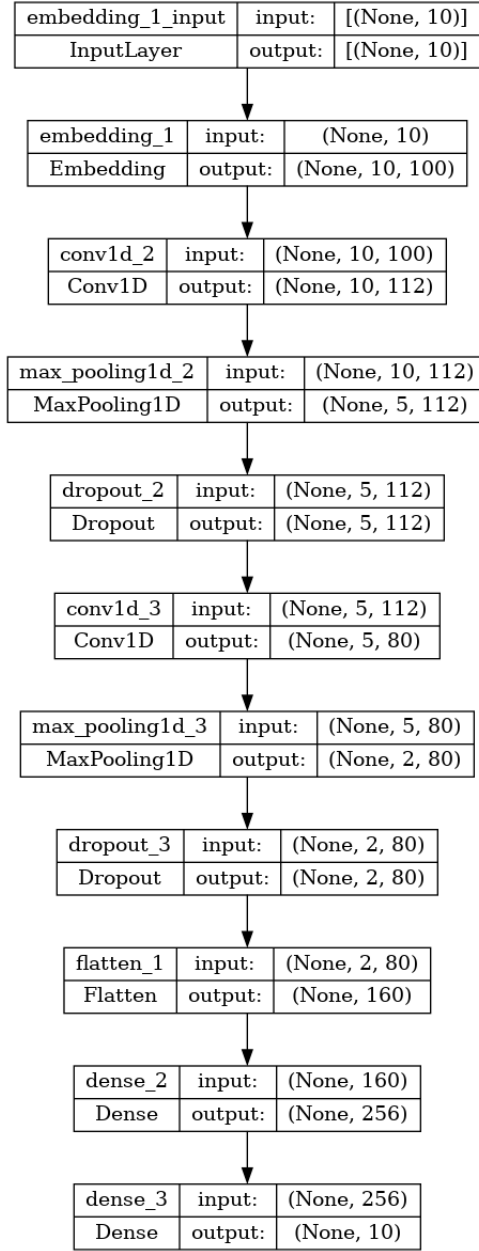 embedding_1_input input: [(None, 10)]
InputLayer output: [(None, 10)]
embedding_1 input: (None, 10)
Embedding output: (None, 10, 100)
conv1d_2 input: (None, 10, 100)
Conv1D output: (None, 10, 112)
max_pooling1d_2 input: (None, 10, 112)
MaxPooling1D output: (None, 5, 112)
dropout_2 input: (None, 5, 112)
Dropout output: (None, 5, 112)
conv1d_3 input: (None, 5, 112)
Conv1D output: (None, 5, 80)
max_pooling1d_3 input: (None, 5, 80)
MaxPooling1D output: (None, 2, 80)
dropout_3 input: (None, 2, 80)
Dropout output: (None, 2, 80)
flatten_1 input: (None, 2, 80)
Flatten output: (None, 160)
dense_2 input: (None, 160)
Dense output: (None, 256)
dense_3 input: (None, 256)
Dense output: (None, 10)